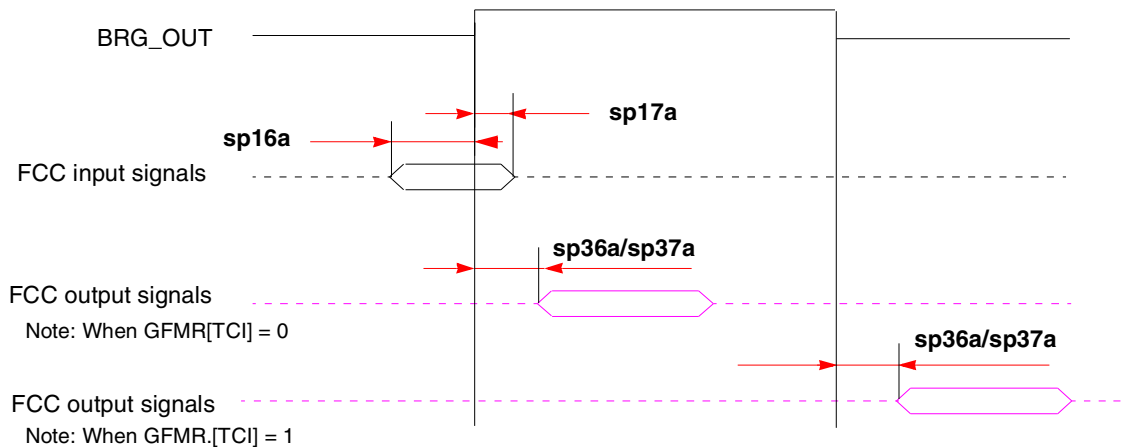 BRG_OUT
sp17a
sp16a
FCC input signals
sp36a/sp37a
FCC output signals
Note: When GFMR[TCI] = 0
sp36a/sp37a
FCC output signals
Note: When GFMR.[TCI] = 1